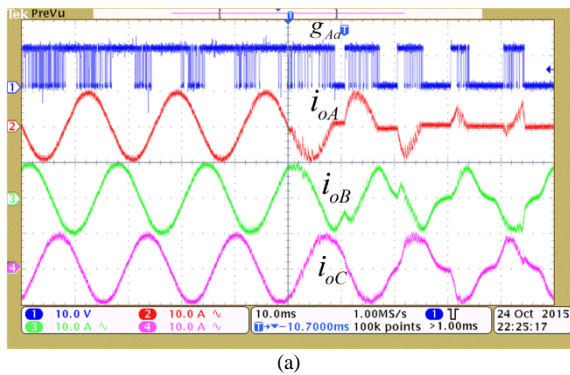 Tek PreVu
g_Aa
T
1
i_oA
2
i_oB
3
i_oC
4
1 10.0 V 2 10.0 A 10.0ms 1.00MS/s 1 24 Oct 2015
3 10.0 A 4 10.0 A T→▼−10.7000ms 100k points >1.00ms 22:25:17
(a)